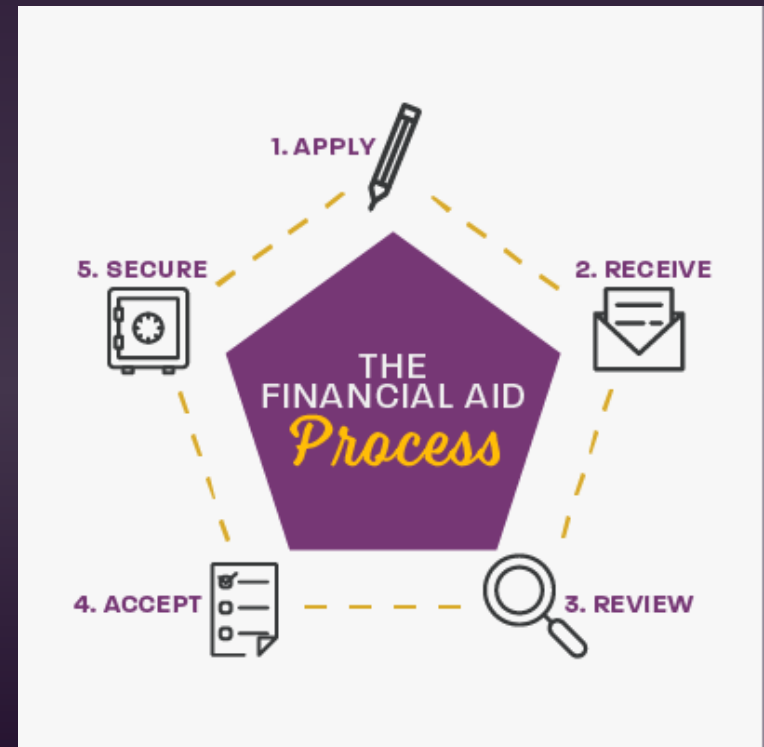 1. APPLY
5. SECURE
2. RECEIVE
THE
FINANCIAL AID
Process
4. ACCEPT
3. REVIEW